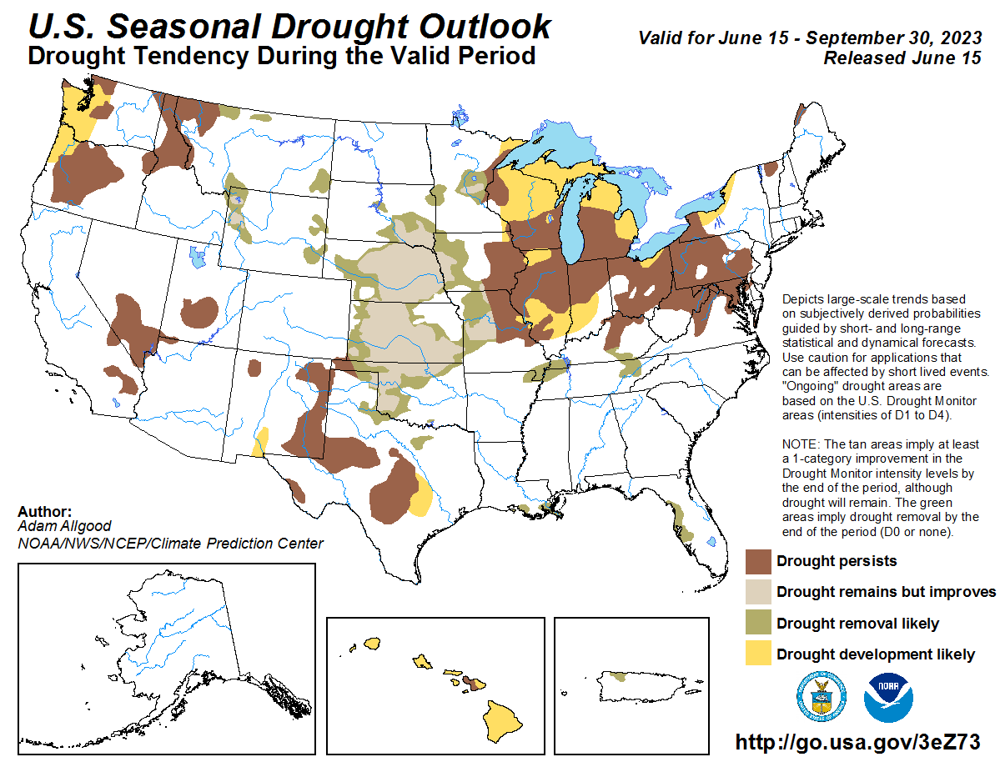 U.S. Seasonal Drought Outlook
Drought Tendency During the Valid Period
Valid for June 15 - September 30, 2023
Released June 15
Depicts large-scale trends based
on subjectively derived probabilities
guided by short- and long-range
statistical and dynamical forecasts.
Use caution for applications that
can be affected by short lived events.
"Ongoing" drought areas are
based on the U.S. Drought Monitor
areas (intensities of D1 to D4).
NOTE: The tan areas imply at least
a 1-category improvement in the
Drought Monitor intensity levels by
the end of the period, although
drought will remain. The green
areas imply drought removal by the
end of the period (D0 or none).
Author:
Adam Allgood
NOAA/NWS/NCEP/Climate Prediction Center
Drought persists
Drought remains but improves
Drought removal likely
Drought development likely
NOAA
http://go.usa.gov/3eZ73